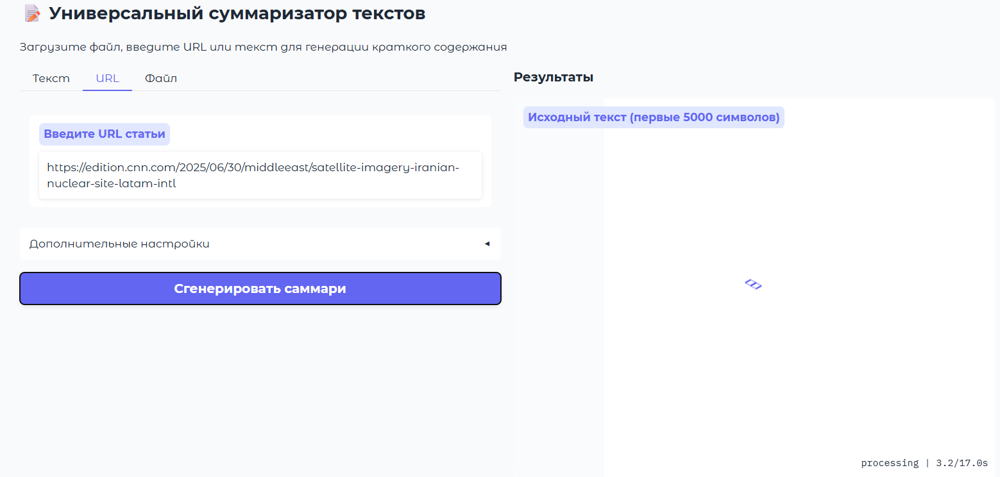 Универсальный суммаризатор текстов
Загрузите файл, введите URL или текст для генерации краткого содержания
Текст URL Файл
Введите URL статьи
https://edition.cnn.com/2025/06/30/middleeast/satellite-imagery-iranian-
nuclear-site-latam-intl
Дополнительные настройки
Сгенерировать саммари
Результаты
Исходный текст (первые 5000 символов)
processing | 3.2/17.0s